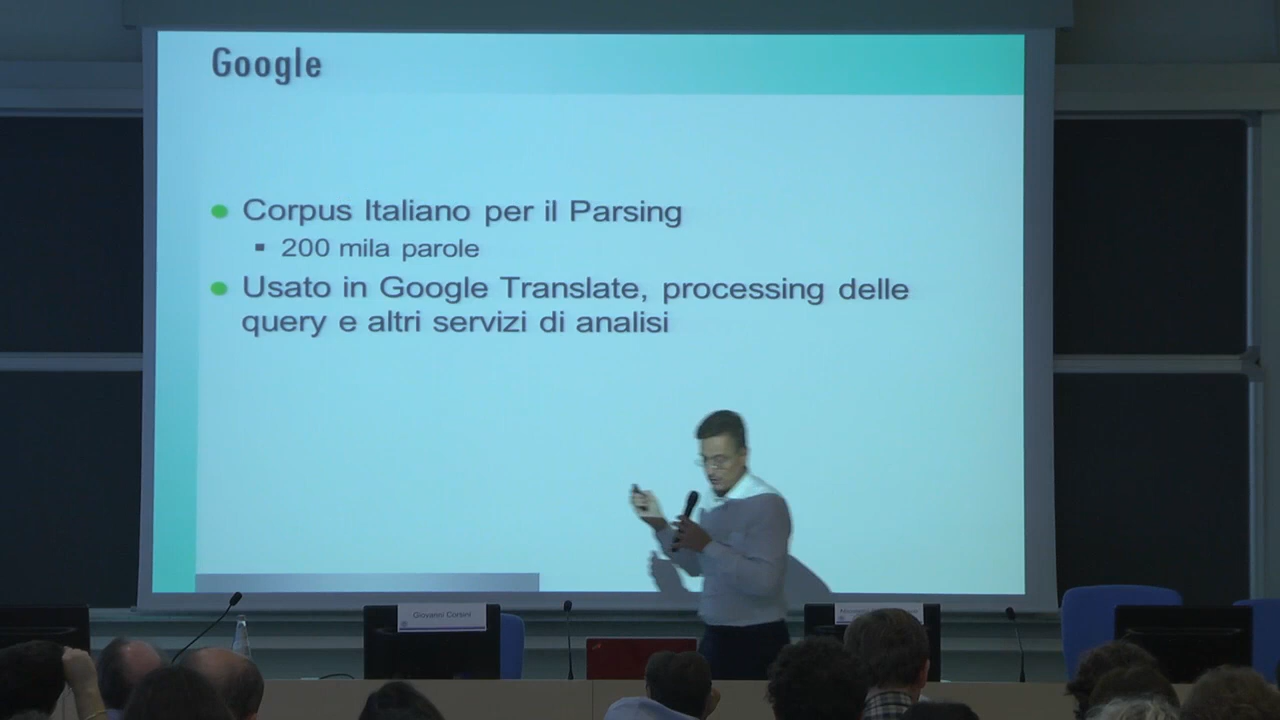 Google
Corpus Italiano per il Parsing
200 mila parole
Usato in Google Translate, processing delle
query e altri servizi di analisi
Giovanni Corsini